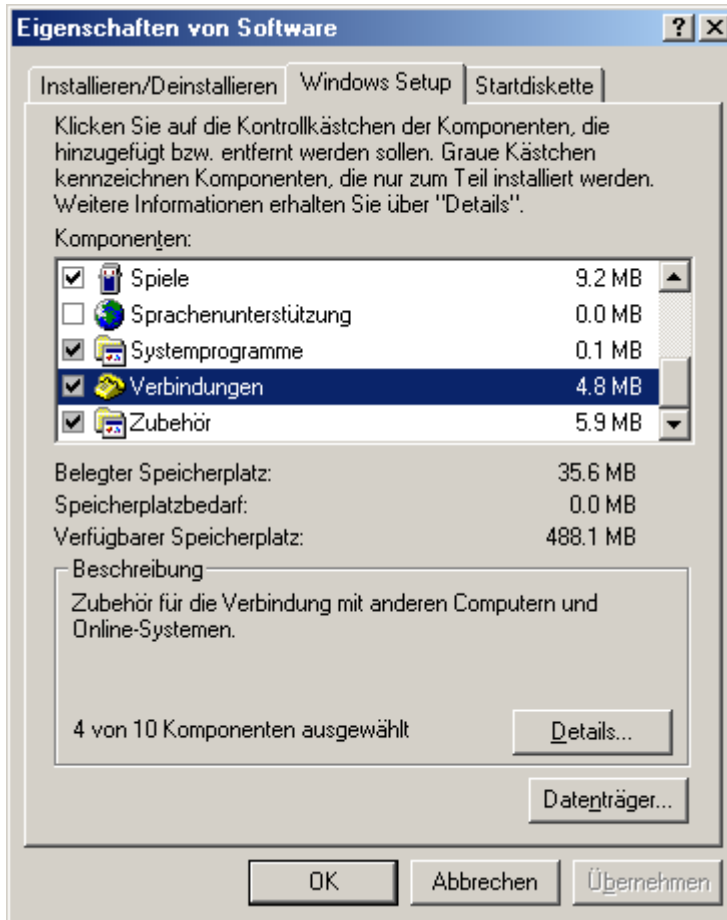 Eigenschaften von Software
Installieren/Deinstallieren Windows Setup Startdiskette
Klicken Sie auf die Kontrollkästchen der Komponenten, die
hinzugefügt bzw. entfernt werden sollen. Graue Kästchen
kennzeichnen Komponenten, die nur zum Teil installiert werden.
Weitere Informationen erhalten Sie über "Details".
Komponenten:
Spiele 9.2 MB
Sprachenunterstützung 0.0 MB
Systemprogramme 0.1 MB
Verbindungen 4.8 MB
Zubehör 5.9 MB
Belegter Speicherplatz: 35.6 MB
Speicherplatzbedarf: 0.0 MB
Verfügbarer Speicherplatz: 488.1 MB
Beschreibung
Zubehör für die Verbindung mit anderen Computern und
Online-Systemen.
4 von 10 Komponenten ausgewählt Details...
Datenträger...
OK Abbrechen Übernehmen